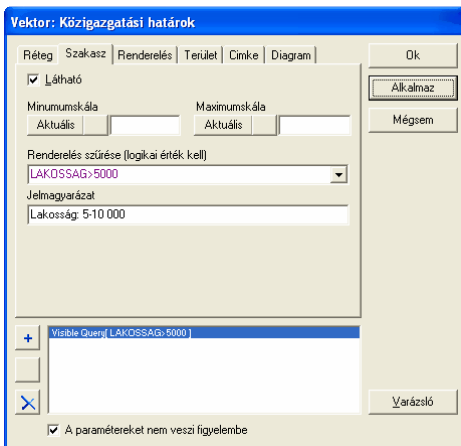 Vektor: Közigazgatási határok
Réteg Szakasz Renderelés Terület Cimke Diagram
Látható
Minumumskála Maximumskála
Aktuális Aktuális
Renderelés szűrése (logikai érték kell)
LAKOSSAG>5000
Jelmagyarázat
Lakosság: 5-10 000
Ok
Alkalmaz
Mégsem
+ Visible Query[ LAKOSSAG>5000 ]
Varázsló
A paramétereket nem veszi figyelembe